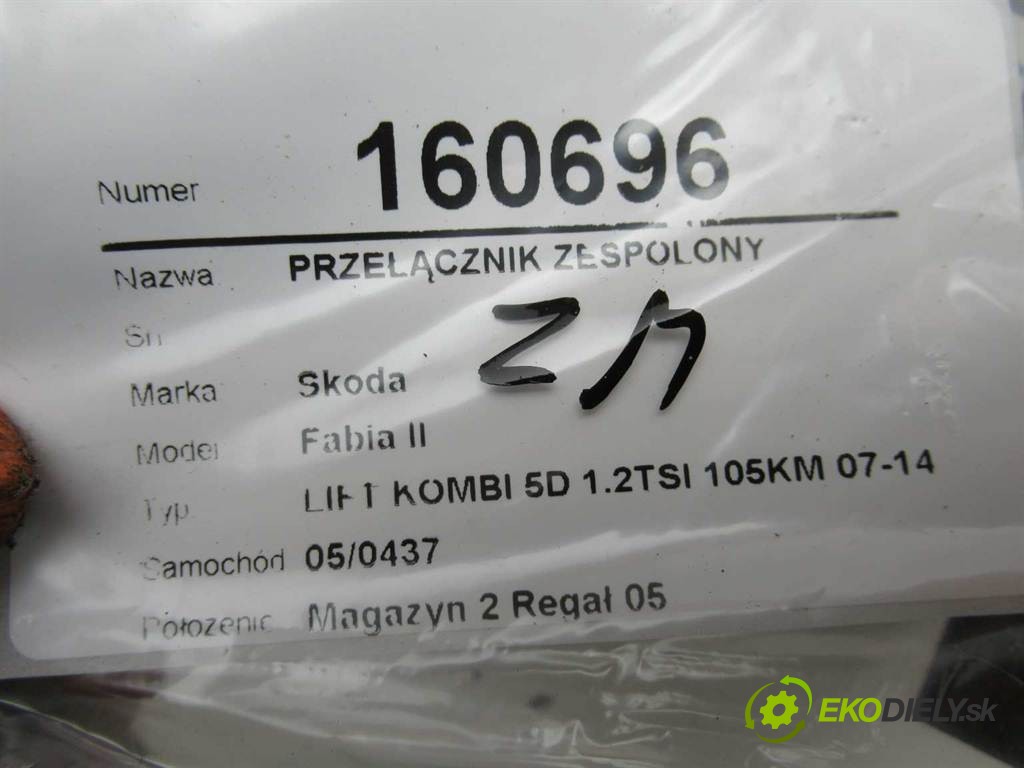 Numer 160696
Nazwa PRZEŁĄCZNIK ZESPOLONY
Sn
Marka Skoda
Model Fabia II
Typ LIFT KOMBI 5D 1.2TSI 105KM 07-14
Samochód 05/0437
Położenie Magazyn 2 Regał 05
EKODIELY.sk